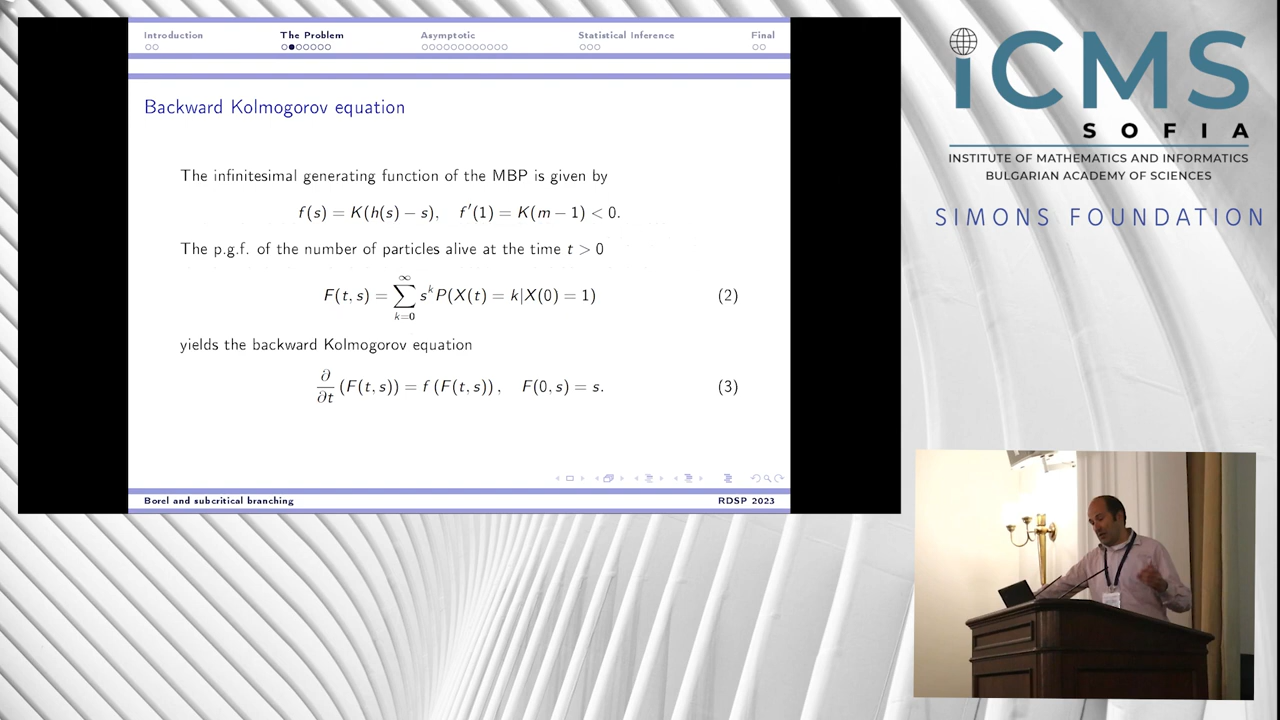 Introduction The Problem Asymptotic Statistical Inference Final
Backward Kolmogorov equation
The infinitesimal generating function of the MBP is given by
f(s) = K(h(s) − s), f′(1) = K(m − 1) < 0.
The p.g.f. of the number of particles alive at the time t > 0
F(t, s) = ∑_{k=0}^{∞} s^k P(X(t) = k|X(0) = 1) (2)
yields the backward Kolmogorov equation
∂/∂t (F(t, s)) = f (F(t, s)), F(0, s) = s. (3)
Borel and subcritical branching RDSP 2023
iCMS
SOFIA
INSTITUTE OF MATHEMATICS AND INFORMATICS
BULGARIAN ACADEMY OF SCIENCES
SIMONS FOUNDATION